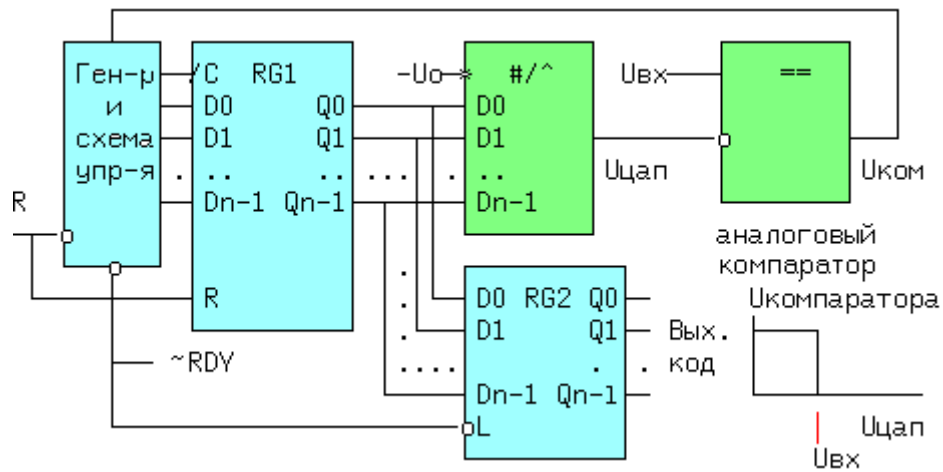 Ген-р
и
схема
упр-я
R
/C RG1
D0 Q0
D1 Q1
. .. .. ... . ..
Dn-1 Qn-1
R
-Uo
#/^
D0
D1
Dn-1
Uцап
Uвх
==
Uком
аналоговый
компаратор
Uкомпаратора
D0 RG2 Q0
D1 Q1
Dn-1 Qn-1
L
Вых.
код
~RDY
Uцап
Uвх